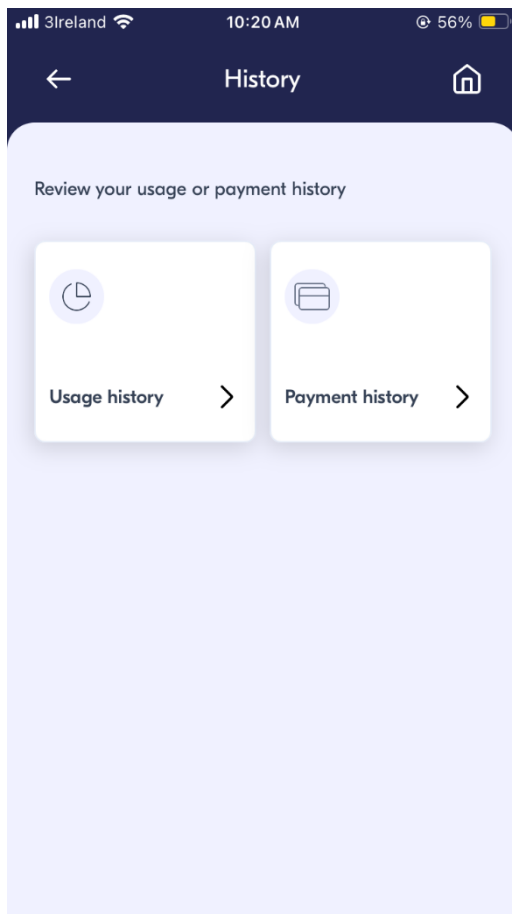 3Ireland 10:20 AM 56%
History
Review your usage or payment history
Usage history Payment history